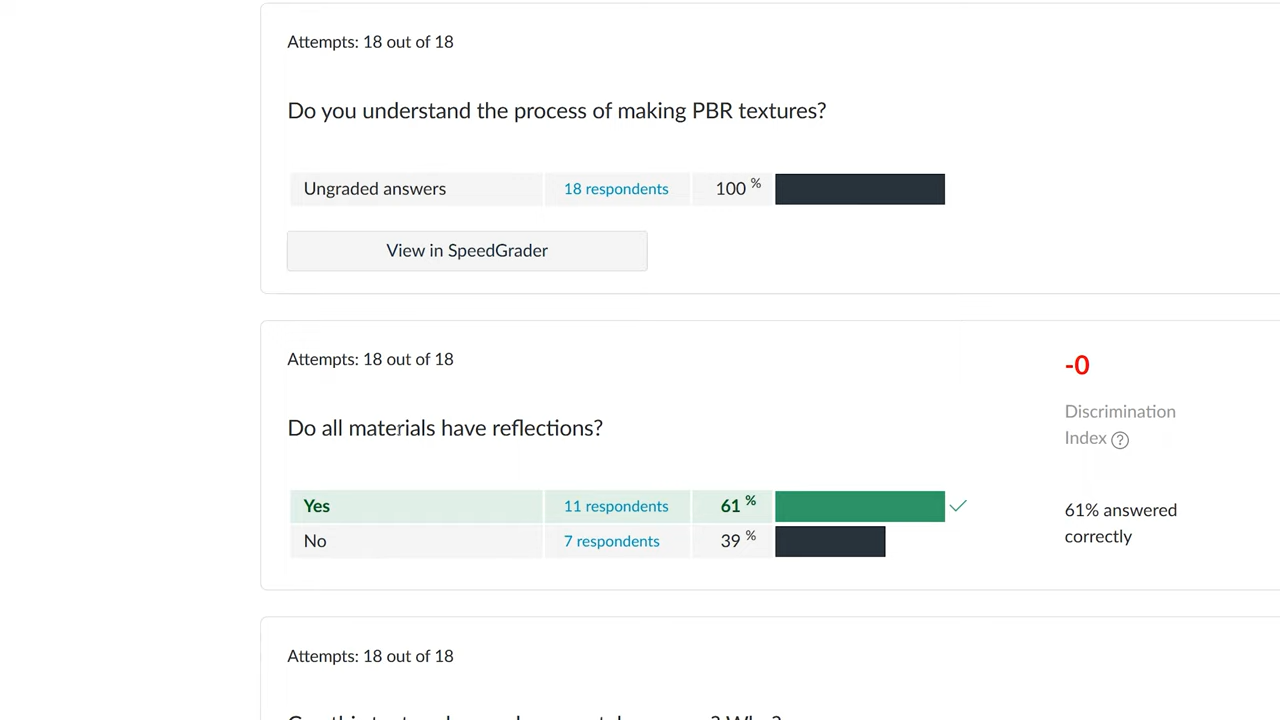 Attempts: 18 out of 18
Do you understand the process of making PBR textures?
Ungraded answers 18 respondents 100 %
View in SpeedGrader
Attempts: 18 out of 18
-0
Discrimination
Index ?
Do all materials have reflections?
Yes 11 respondents 61 %
No 7 respondents 39 %
61% answered
correctly
Attempts: 18 out of 18